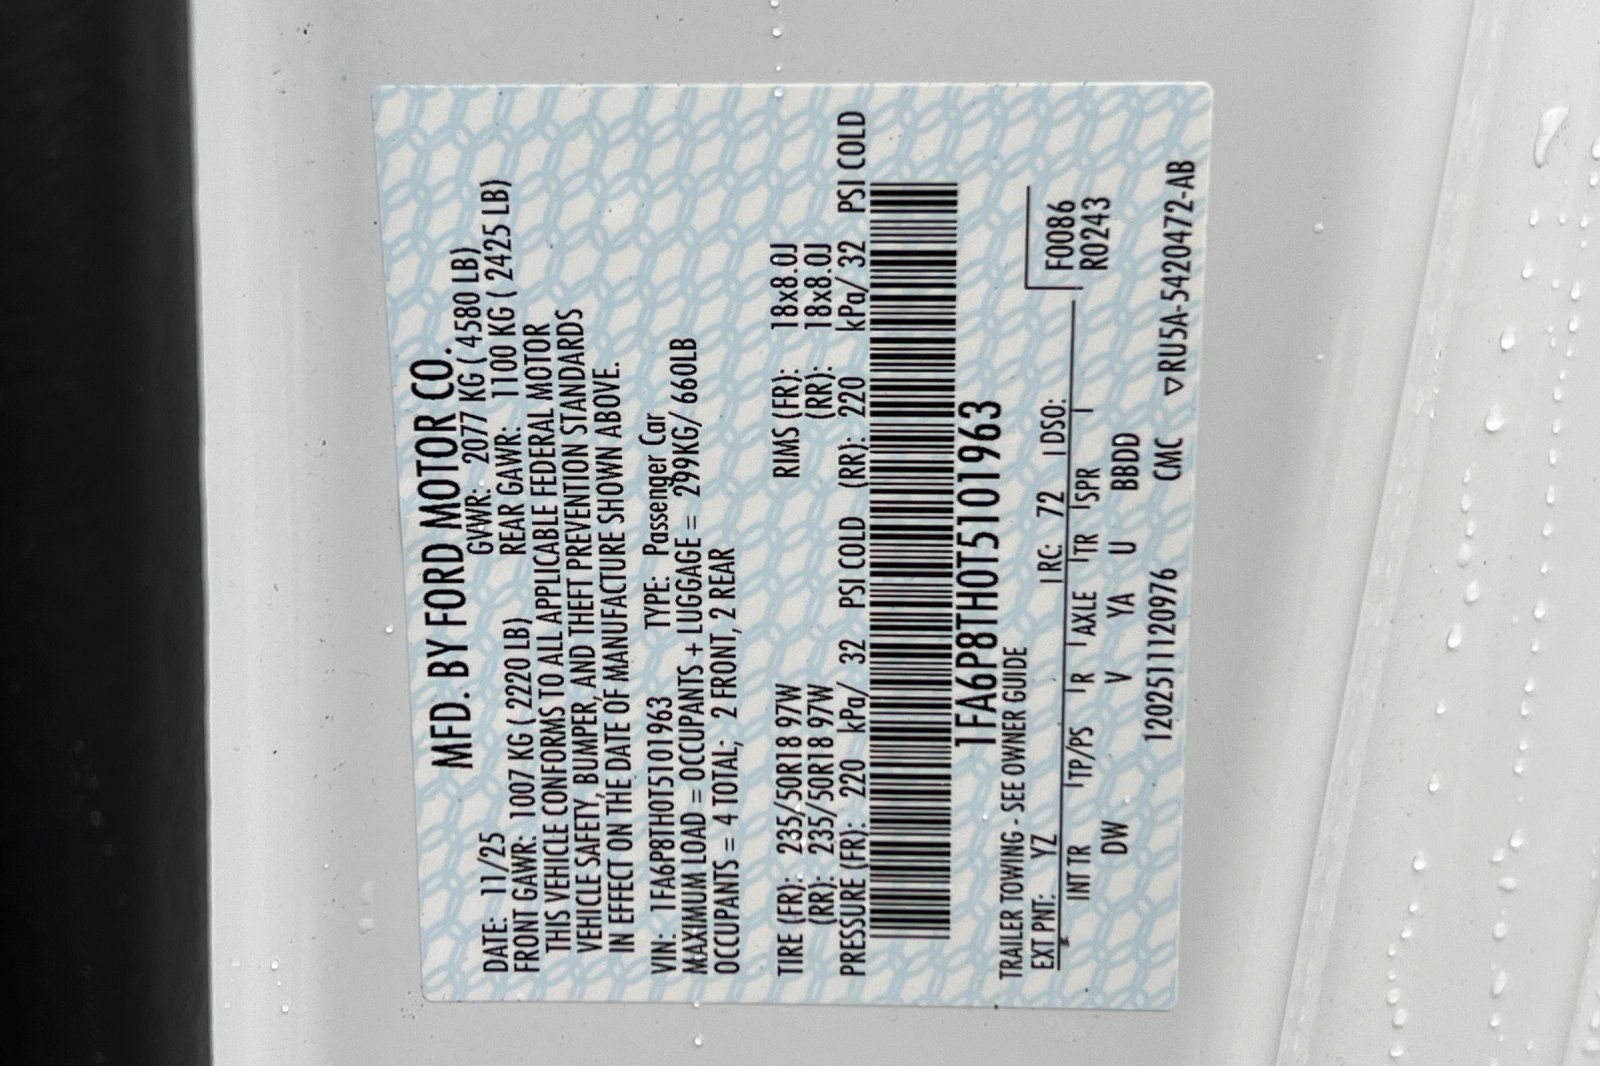 MFD. BY FORD MOTOR CO.
DATE: 11/25 GVWR: 2077 KG ( 4580 LB)
FRONT GAWR: 1007 KG ( 2220 LB) REAR GAWR: 1100 KG ( 2425 LB)
THIS VEHICLE CONFORMS TO ALL APPLICABLE FEDERAL MOTOR
VEHICLE SAFETY, BUMPER, AND THEFT PREVENTION STANDARDS
IN EFFECT ON THE DATE OF MANUFACTURE SHOWN ABOVE.
VIN: 1FA6P8TH0T5101963 TYPE: Passenger Car
MAXIMUM LOAD = OCCUPANTS + LUGGAGE = 299KG/ 660LB
OCCUPANTS = 4 TOTAL; 2 FRONT, 2 REAR
TIRE (FR): 235/50R18 97W RIMS (FR): 18x8.0J
(RR): 235/50R18 97W (RR): 18x8.0J
PRESSURE (FR): 220 kPa/ 32 PSI COLD (RR): 220 kPa/ 32 PSI COLD
1FA6P8TH0T5101963
TRAILER TOWING - SEE OWNER GUIDE
F0086
EXT PNT: YZ RC: 72 DSO: R0243
INT TR TP/PS R AXLE TR SPR
DW V YA U BBDD
120251112​0976 CMC ▽RU5A-5420472-AB